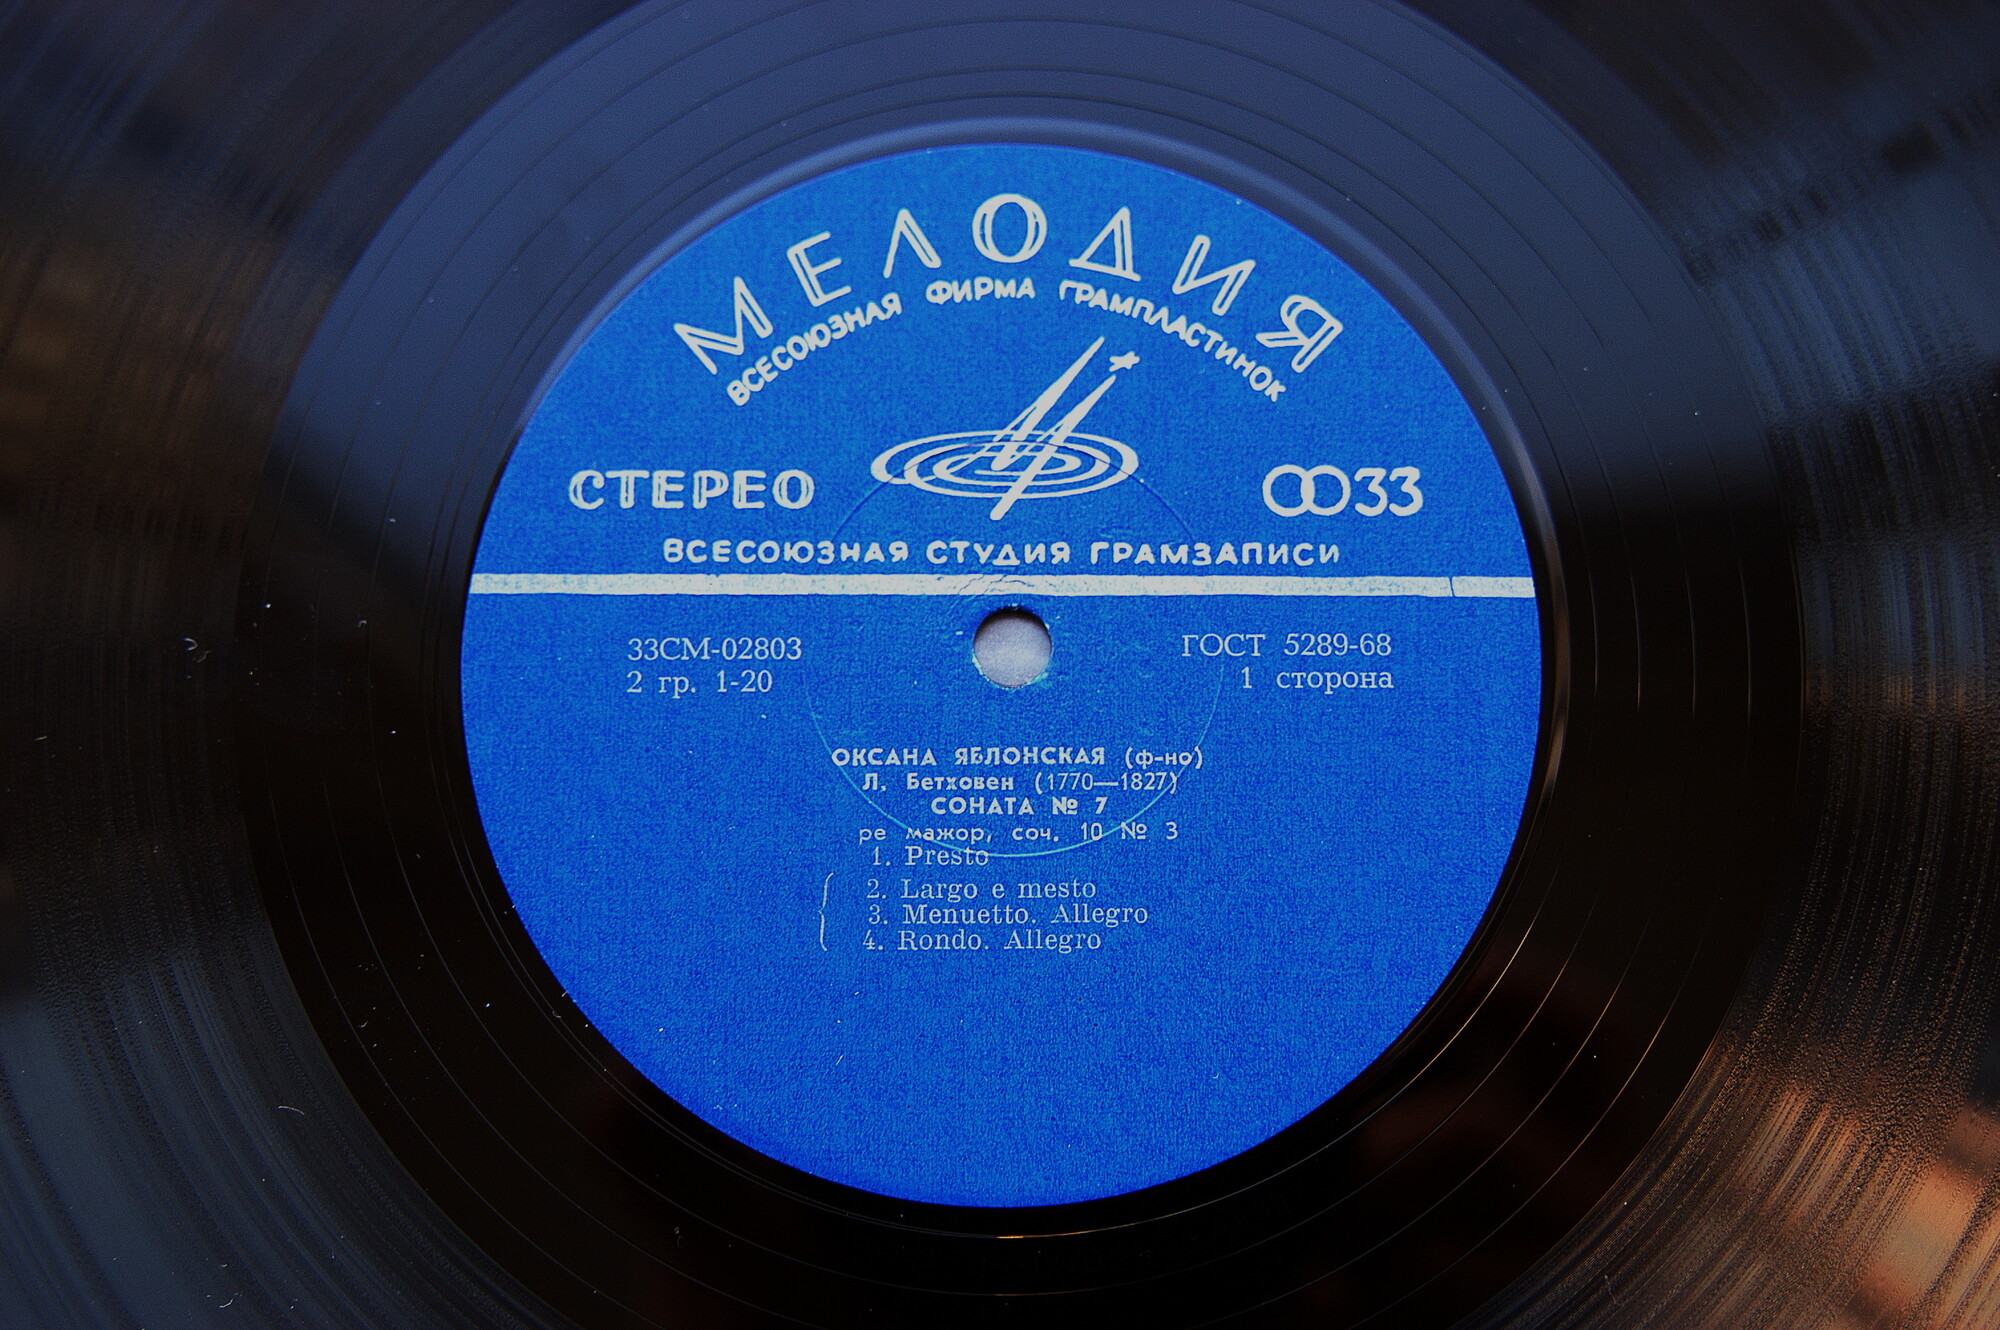 МЕЛОДИЯ
ВСЕСОЮЗНАЯ ФИРМА ГРАМПЛАСТИНОК
СТЕРЕО
33
ВСЕСОЮЗНАЯ СТУДИЯ ГРАМЗАПИСИ
33СМ-02803 ГОСТ 5289-68
2 гр. 1-20 1 сторона
ОКСАНА ЯБЛОНСКАЯ (ф-но)
Л. Бетховен (1770—1827)
СОНАТА № 7
ре мажор, соч. 10 № 3
1. Presto
2. Largo e mesto
3. Menuetto. Allegro
4. Rondo. Allegro